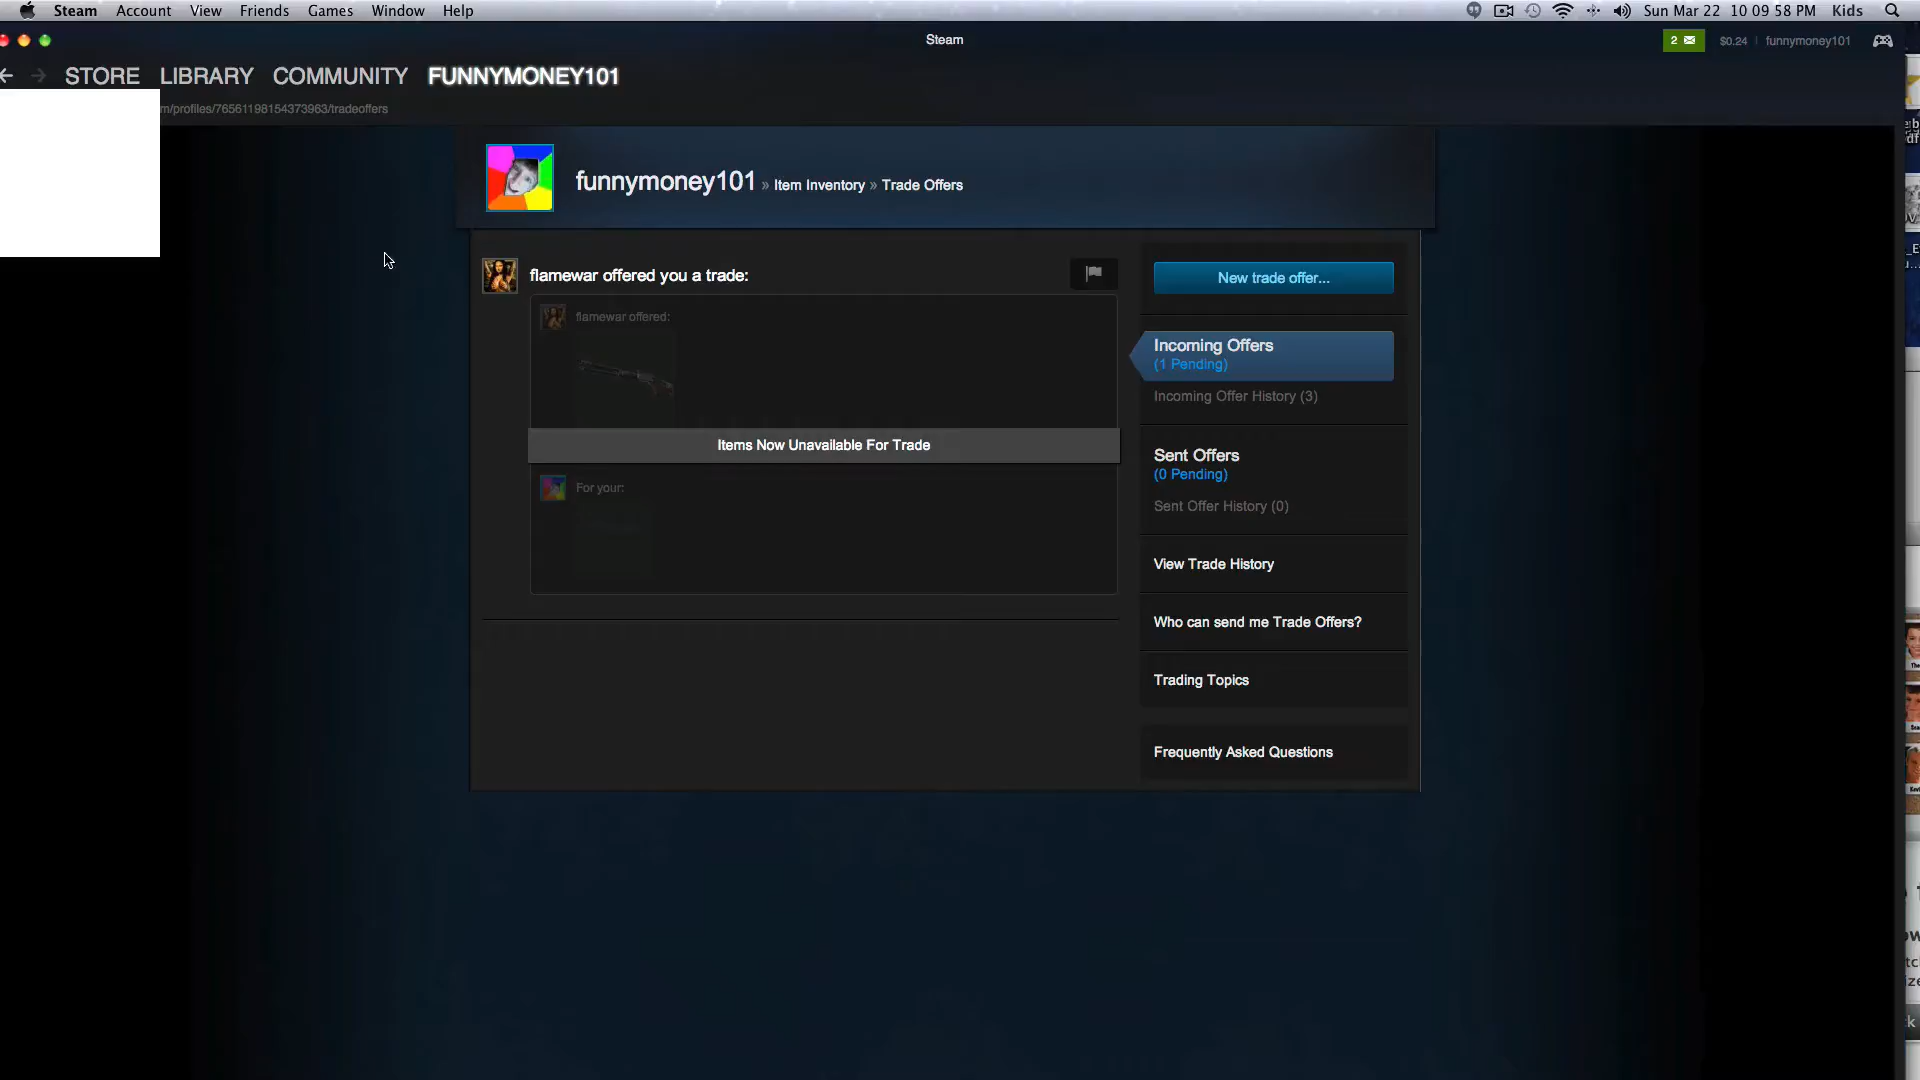 Steam Account View Friends Games Window Help
Sun Mar 22 10 09 58 PM Kids
Steam
2
$0.24 | funnymoney101
STORE LIBRARY COMMUNITY FUNNYMONEY101
m/profiles/76561198154373963/tradeoffers
funnymoney101 » Item Inventory » Trade Offers
flamewar offered you a trade:
flamewar offered:
Items Now Unavailable For Trade
For your:
New trade offer...
Incoming Offers
(1 Pending)
Incoming Offer History (3)
Sent Offers
(0 Pending)
Sent Offer History (0)
View Trade History
Who can send me Trade Offers?
Trading Topics
Frequently Asked Questions